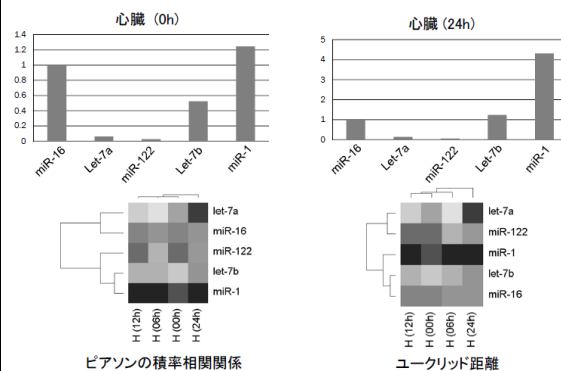 心臓 (0h)
1.4
1.2
1
0.8
0.6
0.4
0.2
0
miR-16
Let-7a
miR-122
Let-7b
miR-1
心臓 (24h)
5
4
3
2
1
0
miR-16
Let-7a
miR-122
Let-7b
miR-1
let-7a
miR-16
miR-122
let-7b
miR-1
H (12h)
H (06h)
H (00h)
H (24h)
ピアソンの積率相関関係
let-7a
miR-122
miR-1
let-7b
miR-16
H (12h)
H (00h)
H (06h)
H (24h)
ユークリッド距離